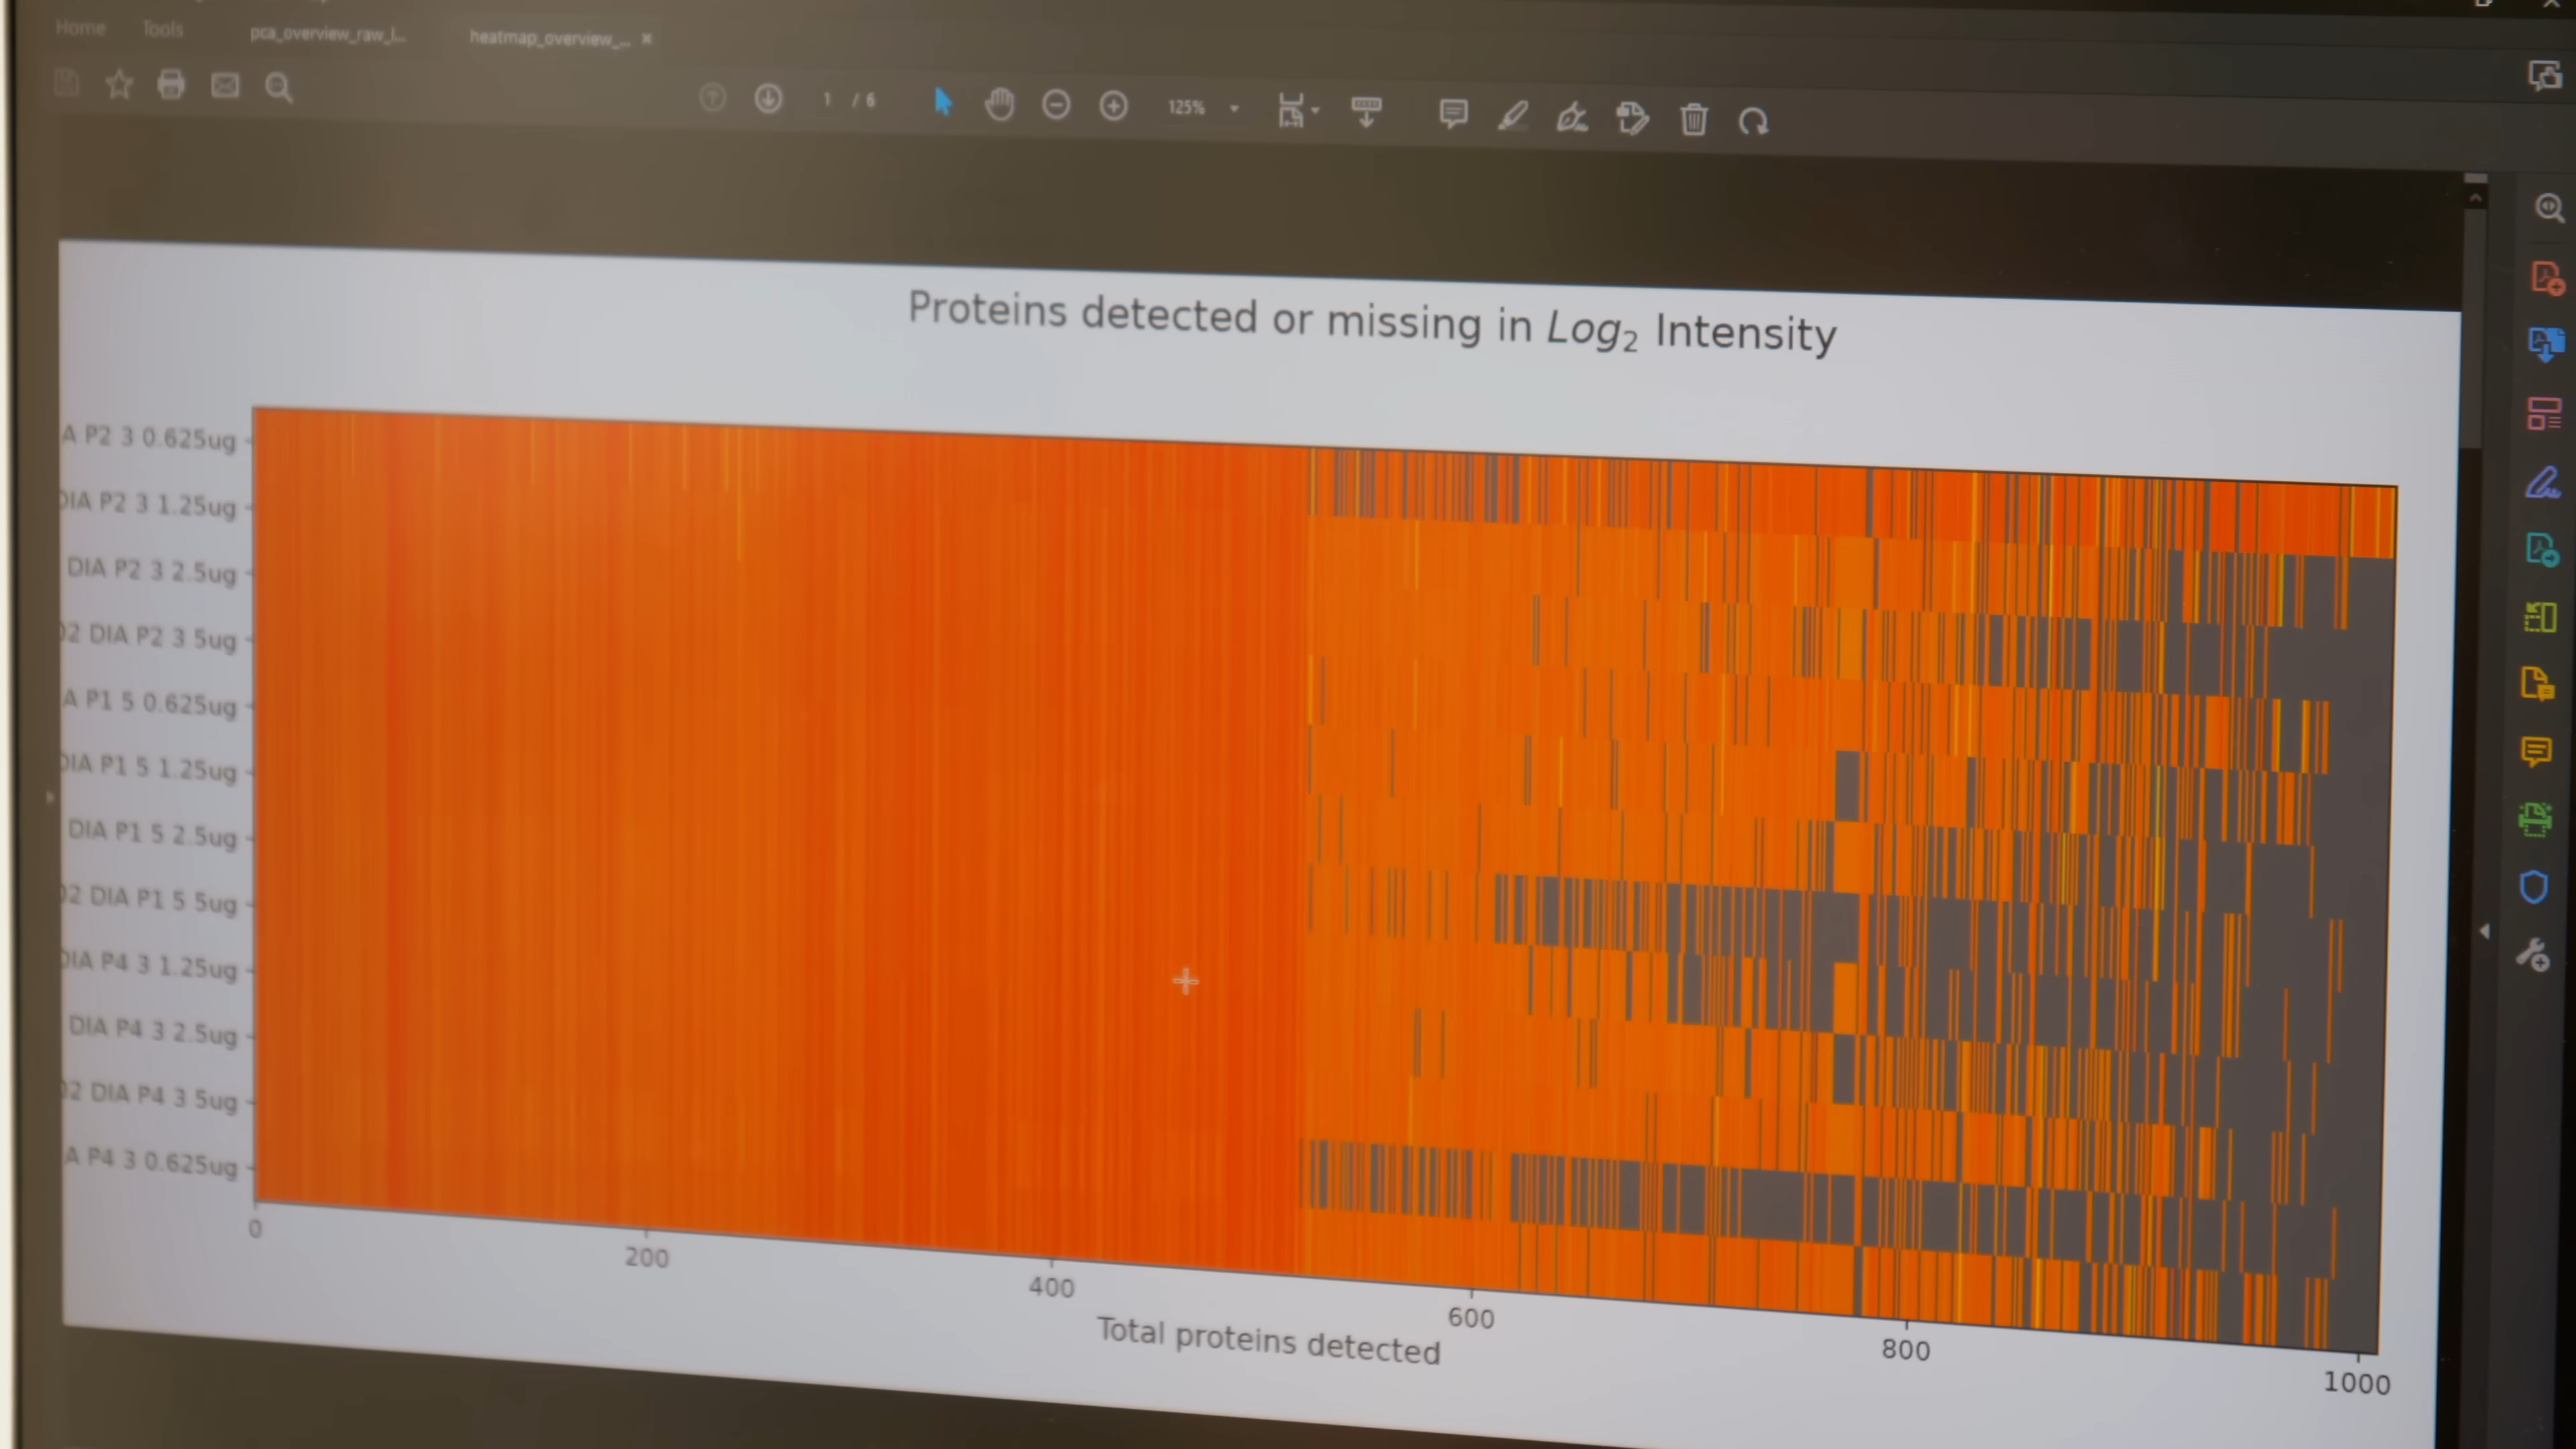 Home Tools pca_overview_raw_l... heatmap_overview_...
1 / 6 125%
Proteins detected or missing in Log2 Intensity
A P2 3 0.625ug
DIA P2 3 1.25ug
DIA P2 3 2.5ug
02 DIA P2 3 5ug
A P1 5 0.625ug
DIA P1 5 1.25ug
DIA P1 5 2.5ug
02 DIA P1 5 5ug
DIA P4 3 1.25ug
DIA P4 3 2.5ug
02 DIA P4 3 5ug
A P4 3 0.625ug
0 200 400 600 800 1000
Total proteins detected